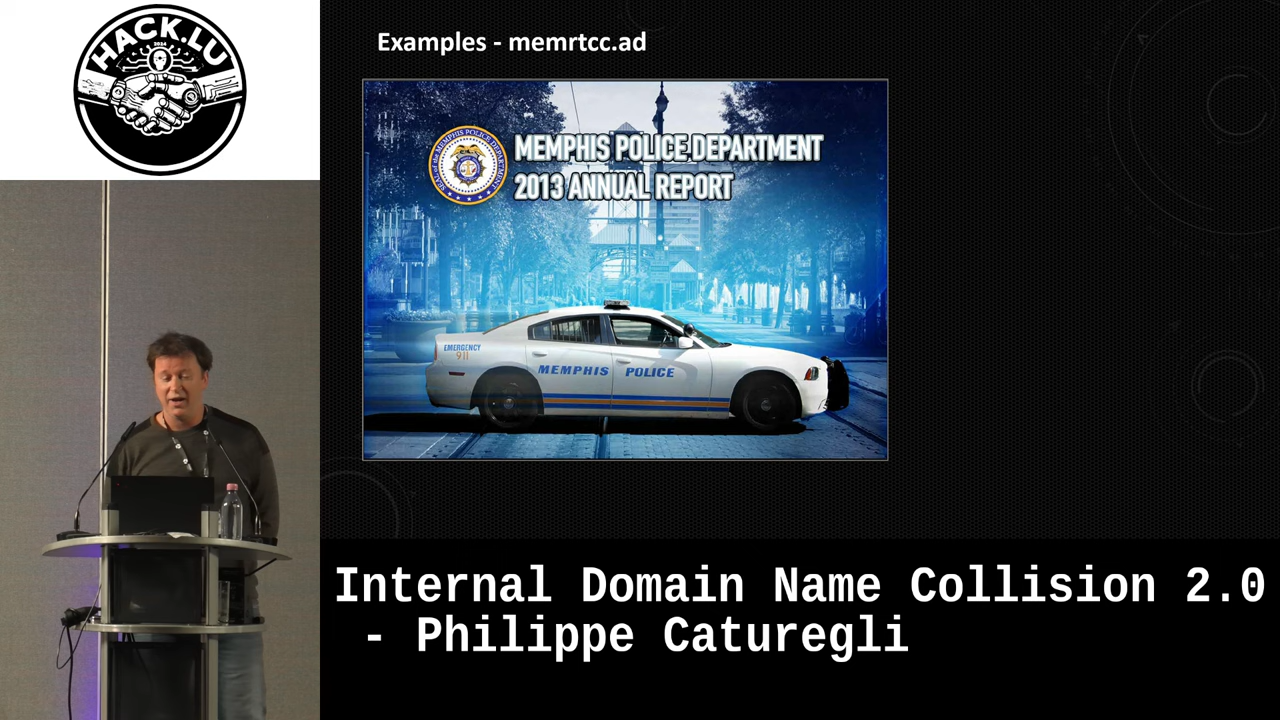 HACK.LU
2024
Examples - memrtcc.ad
MEMPHIS POLICE DEPARTMENT
2013 ANNUAL REPORT
EMERGENCY
911
MEMPHIS POLICE
Internal Domain Name Collision 2.0
- Philippe Caturegli